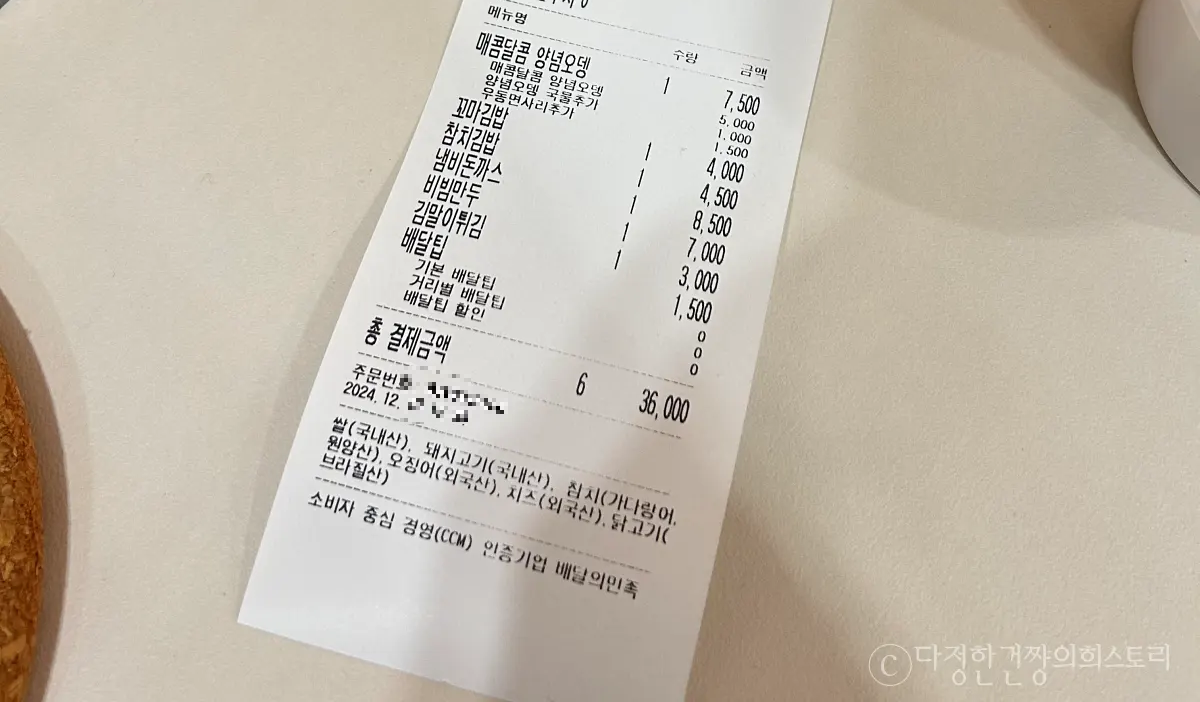 메뉴명 수량 금액
매콤달콤 양념오뎅 1 7,500
매콤달콤 양념오뎅 5,000
양념오뎅 국물추가 1,000
우동면사리추가 1,500
꼬마김밥 1 4,000
참치김밥 1 4,500
냄비돈까스 1 8,500
비빔만두 1 7,000
김말이튀김 1 3,000
배달팁 1,500
기본 배달팁 0
거리별 배달팁 0
배달팁 할인 0
총 결제금액 6 36,000
주문번호
2024. 12.
쌀(국내산), 돼지고기(국내산), 참치(가다랑어,
원양산), 오징어(외국산), 치즈(외국산), 닭고기(
브라질산)
소비자 중심 경영(CCM) 인증기업 배달의민족
©다정한건쨩의희스토리